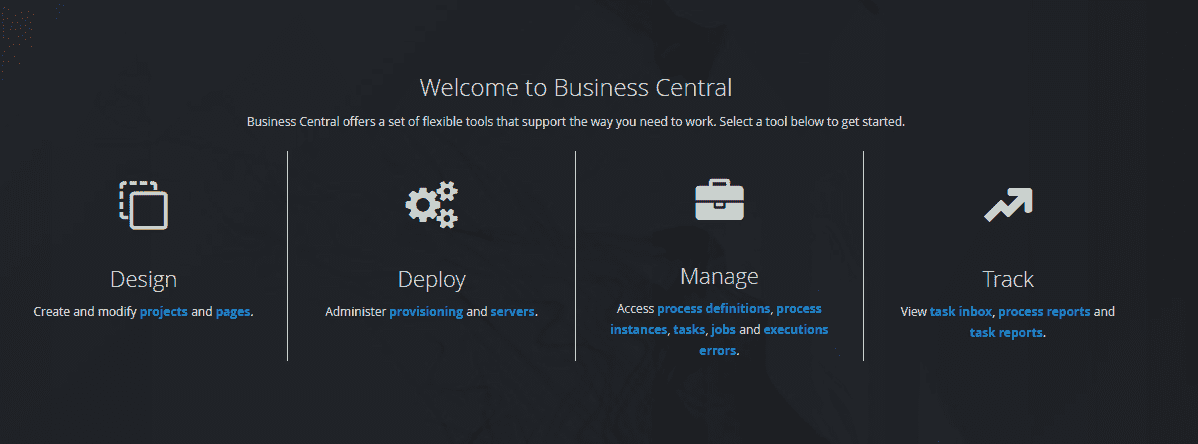 Welcome to Business Central
Business Central offers a set of flexible tools that support the way you need to work. Select a tool below to get started.
Design
Create and modify projects and pages.
Deploy
Administer provisioning and servers.
Manage
Access process definitions, process
instances, tasks, jobs and executions
errors.
Track
View task inbox, process reports and
task reports.